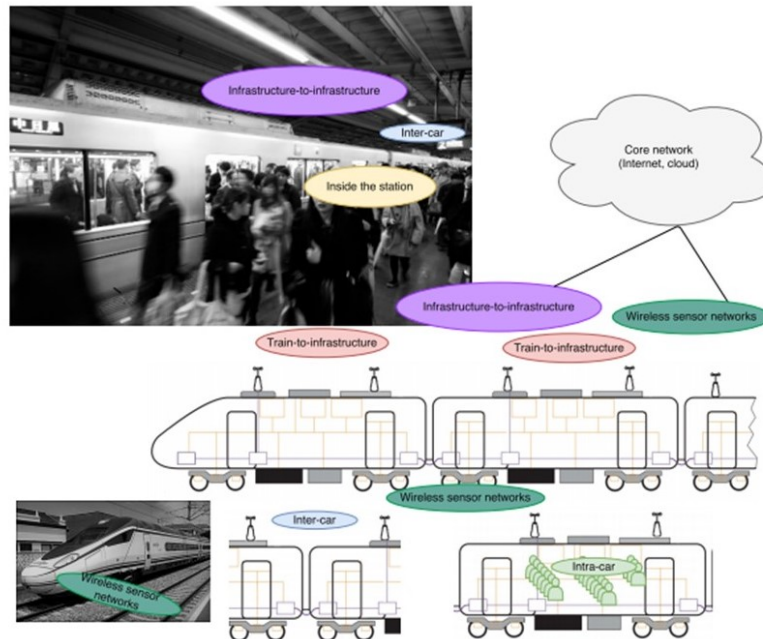 Infrastructure-to-infrastructure
Inter-car
Inside the station
Core network
(Internet, cloud)
Infrastructure-to-infrastructure
Wireless sensor networks
Train-to-infrastructure
Train-to-infrastructure
Wireless sensor networks
Inter-car
Intra-car
Wireless sensor
networks